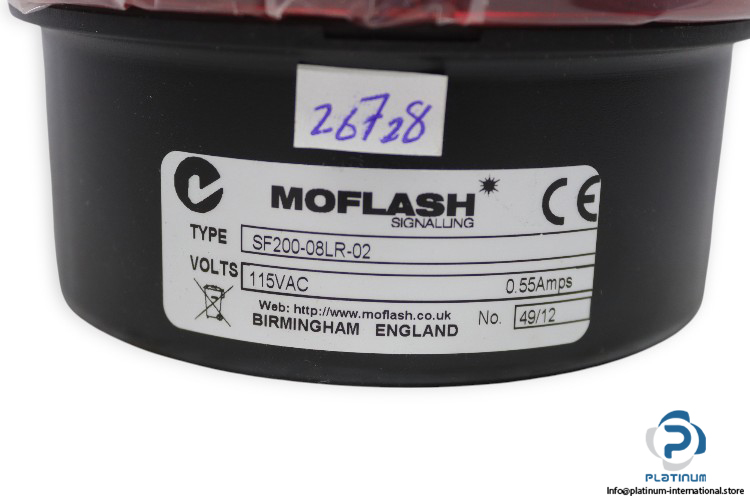 26728
MOFLASH
SIGNALLING
CE
TYPE SF200-08LR-02
VOLTS 115VAC 0.55Amps
Web: http://www.moflash.co.uk
BIRMINGHAM ENGLAND No. 49/12
PLATINUM
Info@platinum-international.store